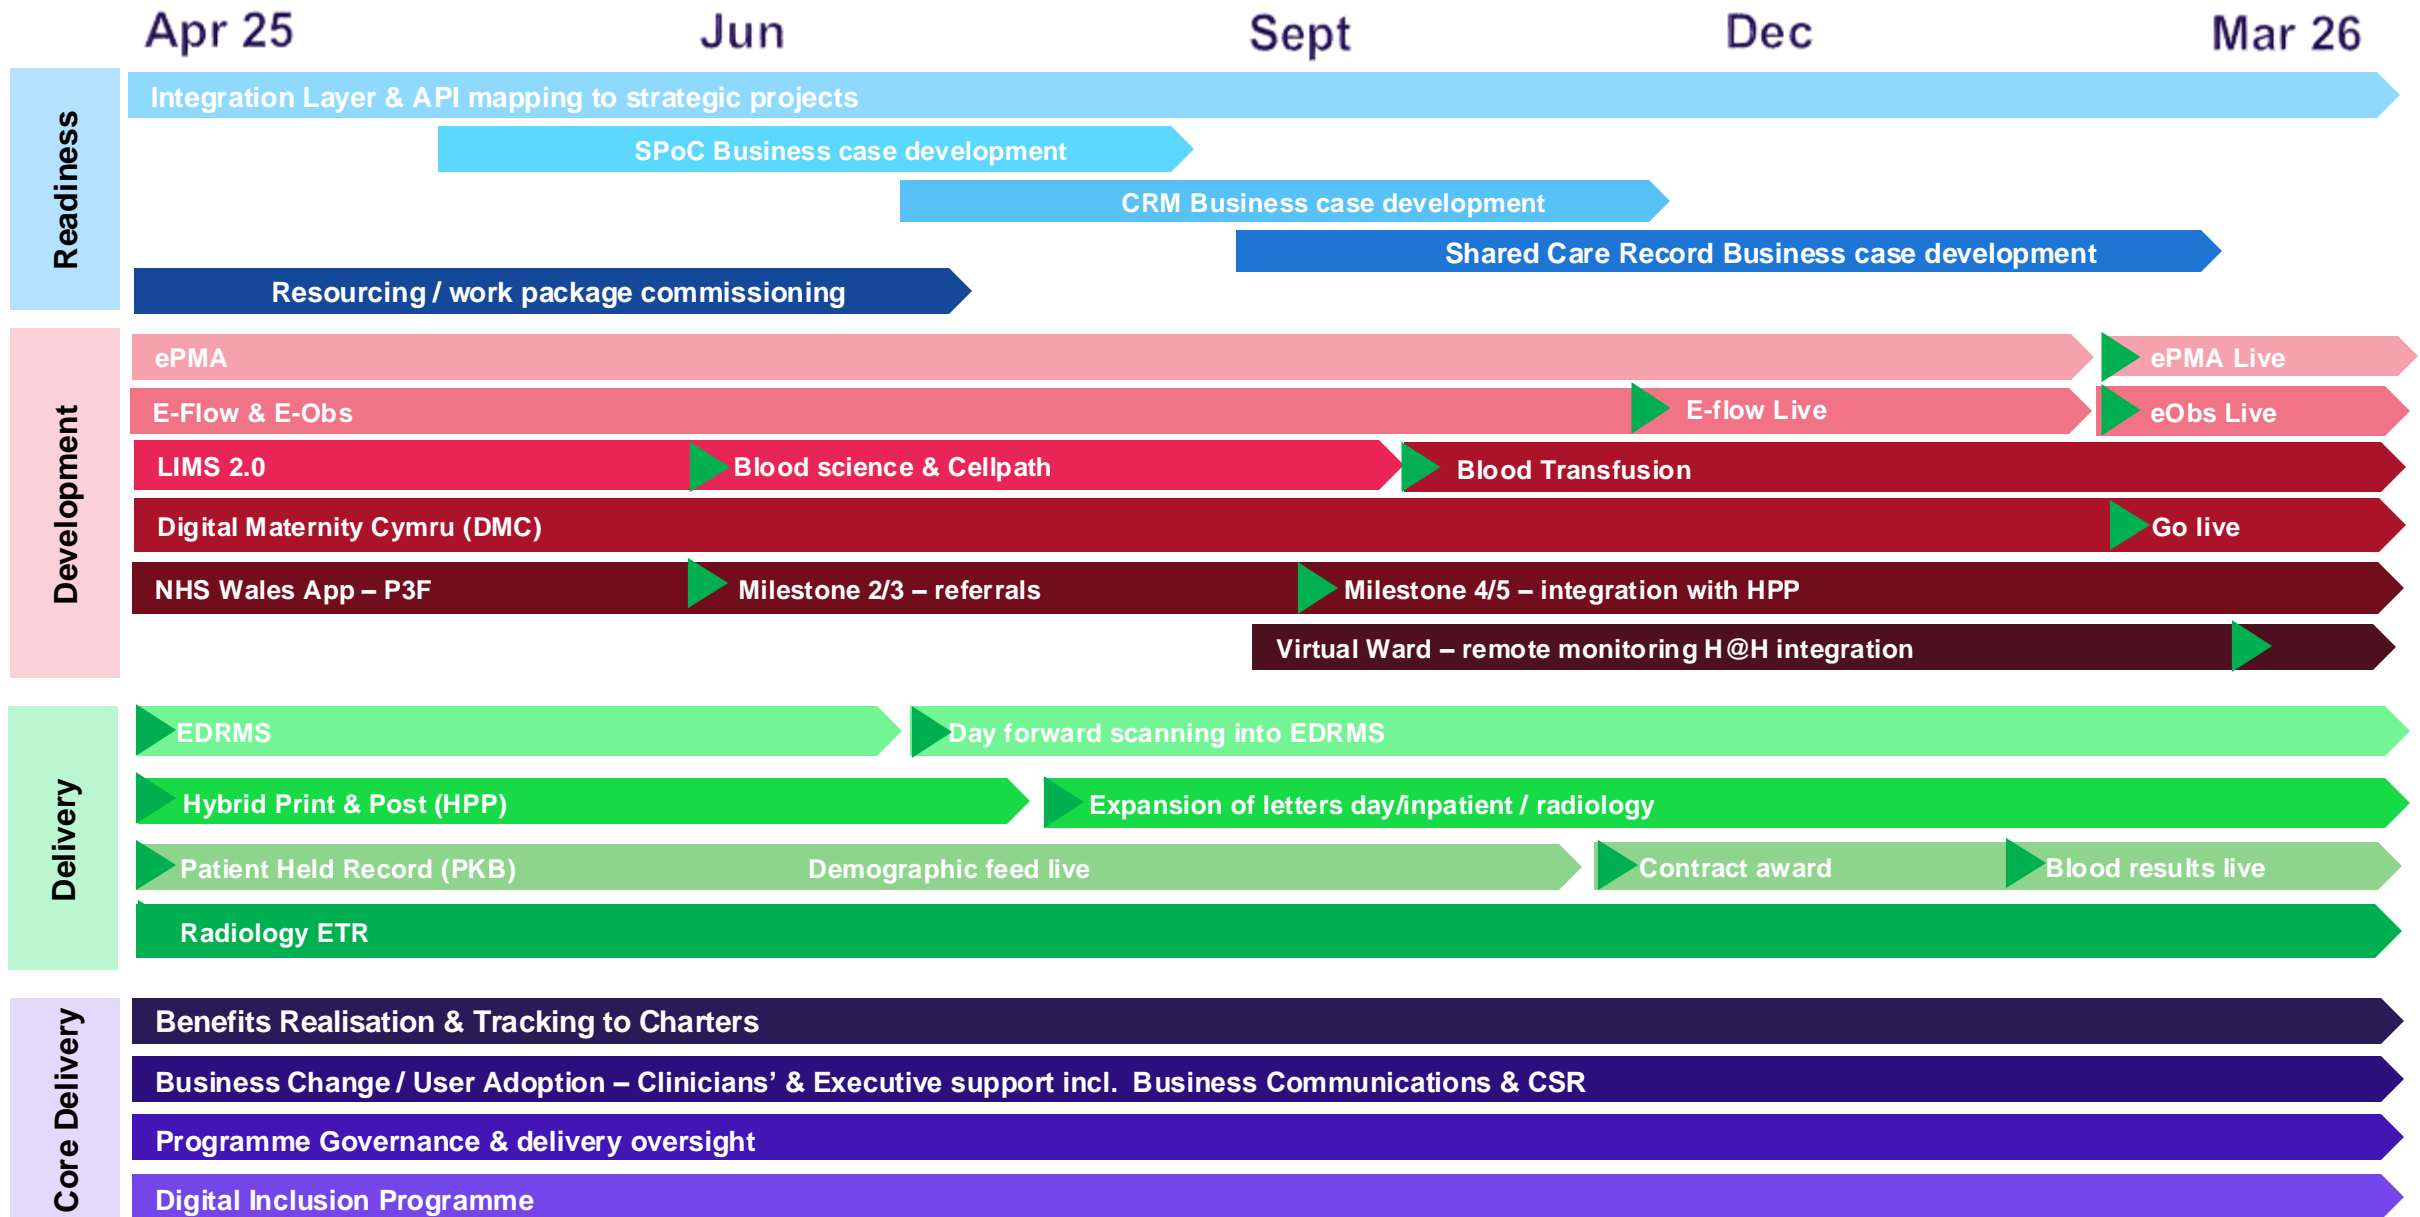 Apr 25
Jun
Sept
Dec
Mar 26
Readiness
Integration Layer & API mapping to strategic projects
SPoC Business case development
CRM Business case development
Shared Care Record Business case development
Resourcing / work package commissioning
Development
ePMA
ePMA Live
E-Flow & E-Obs
E-flow Live
eObs Live
LIMS 2.0
Blood science & Cellpath
Blood Transfusion
Digital Maternity Cymru (DMC)
Go live
NHS Wales App – P3F
Milestone 2/3 – referrals
Milestone 4/5 – integration with HPP
Virtual Ward – remote monitoring H@H integration
Delivery
EDRMS
Day forward scanning into EDRMS
Hybrid Print & Post (HPP)
Expansion of letters day/inpatient / radiology
Patient Held Record (PKB)
Demographic feed live
Contract award
Blood results live
Radiology ETR
Core Delivery
Benefits Realisation & Tracking to Charters
Business Change / User Adoption – Clinicians’ & Executive support incl. Business Communications & CSR
Programme Governance & delivery oversight
Digital Inclusion Programme